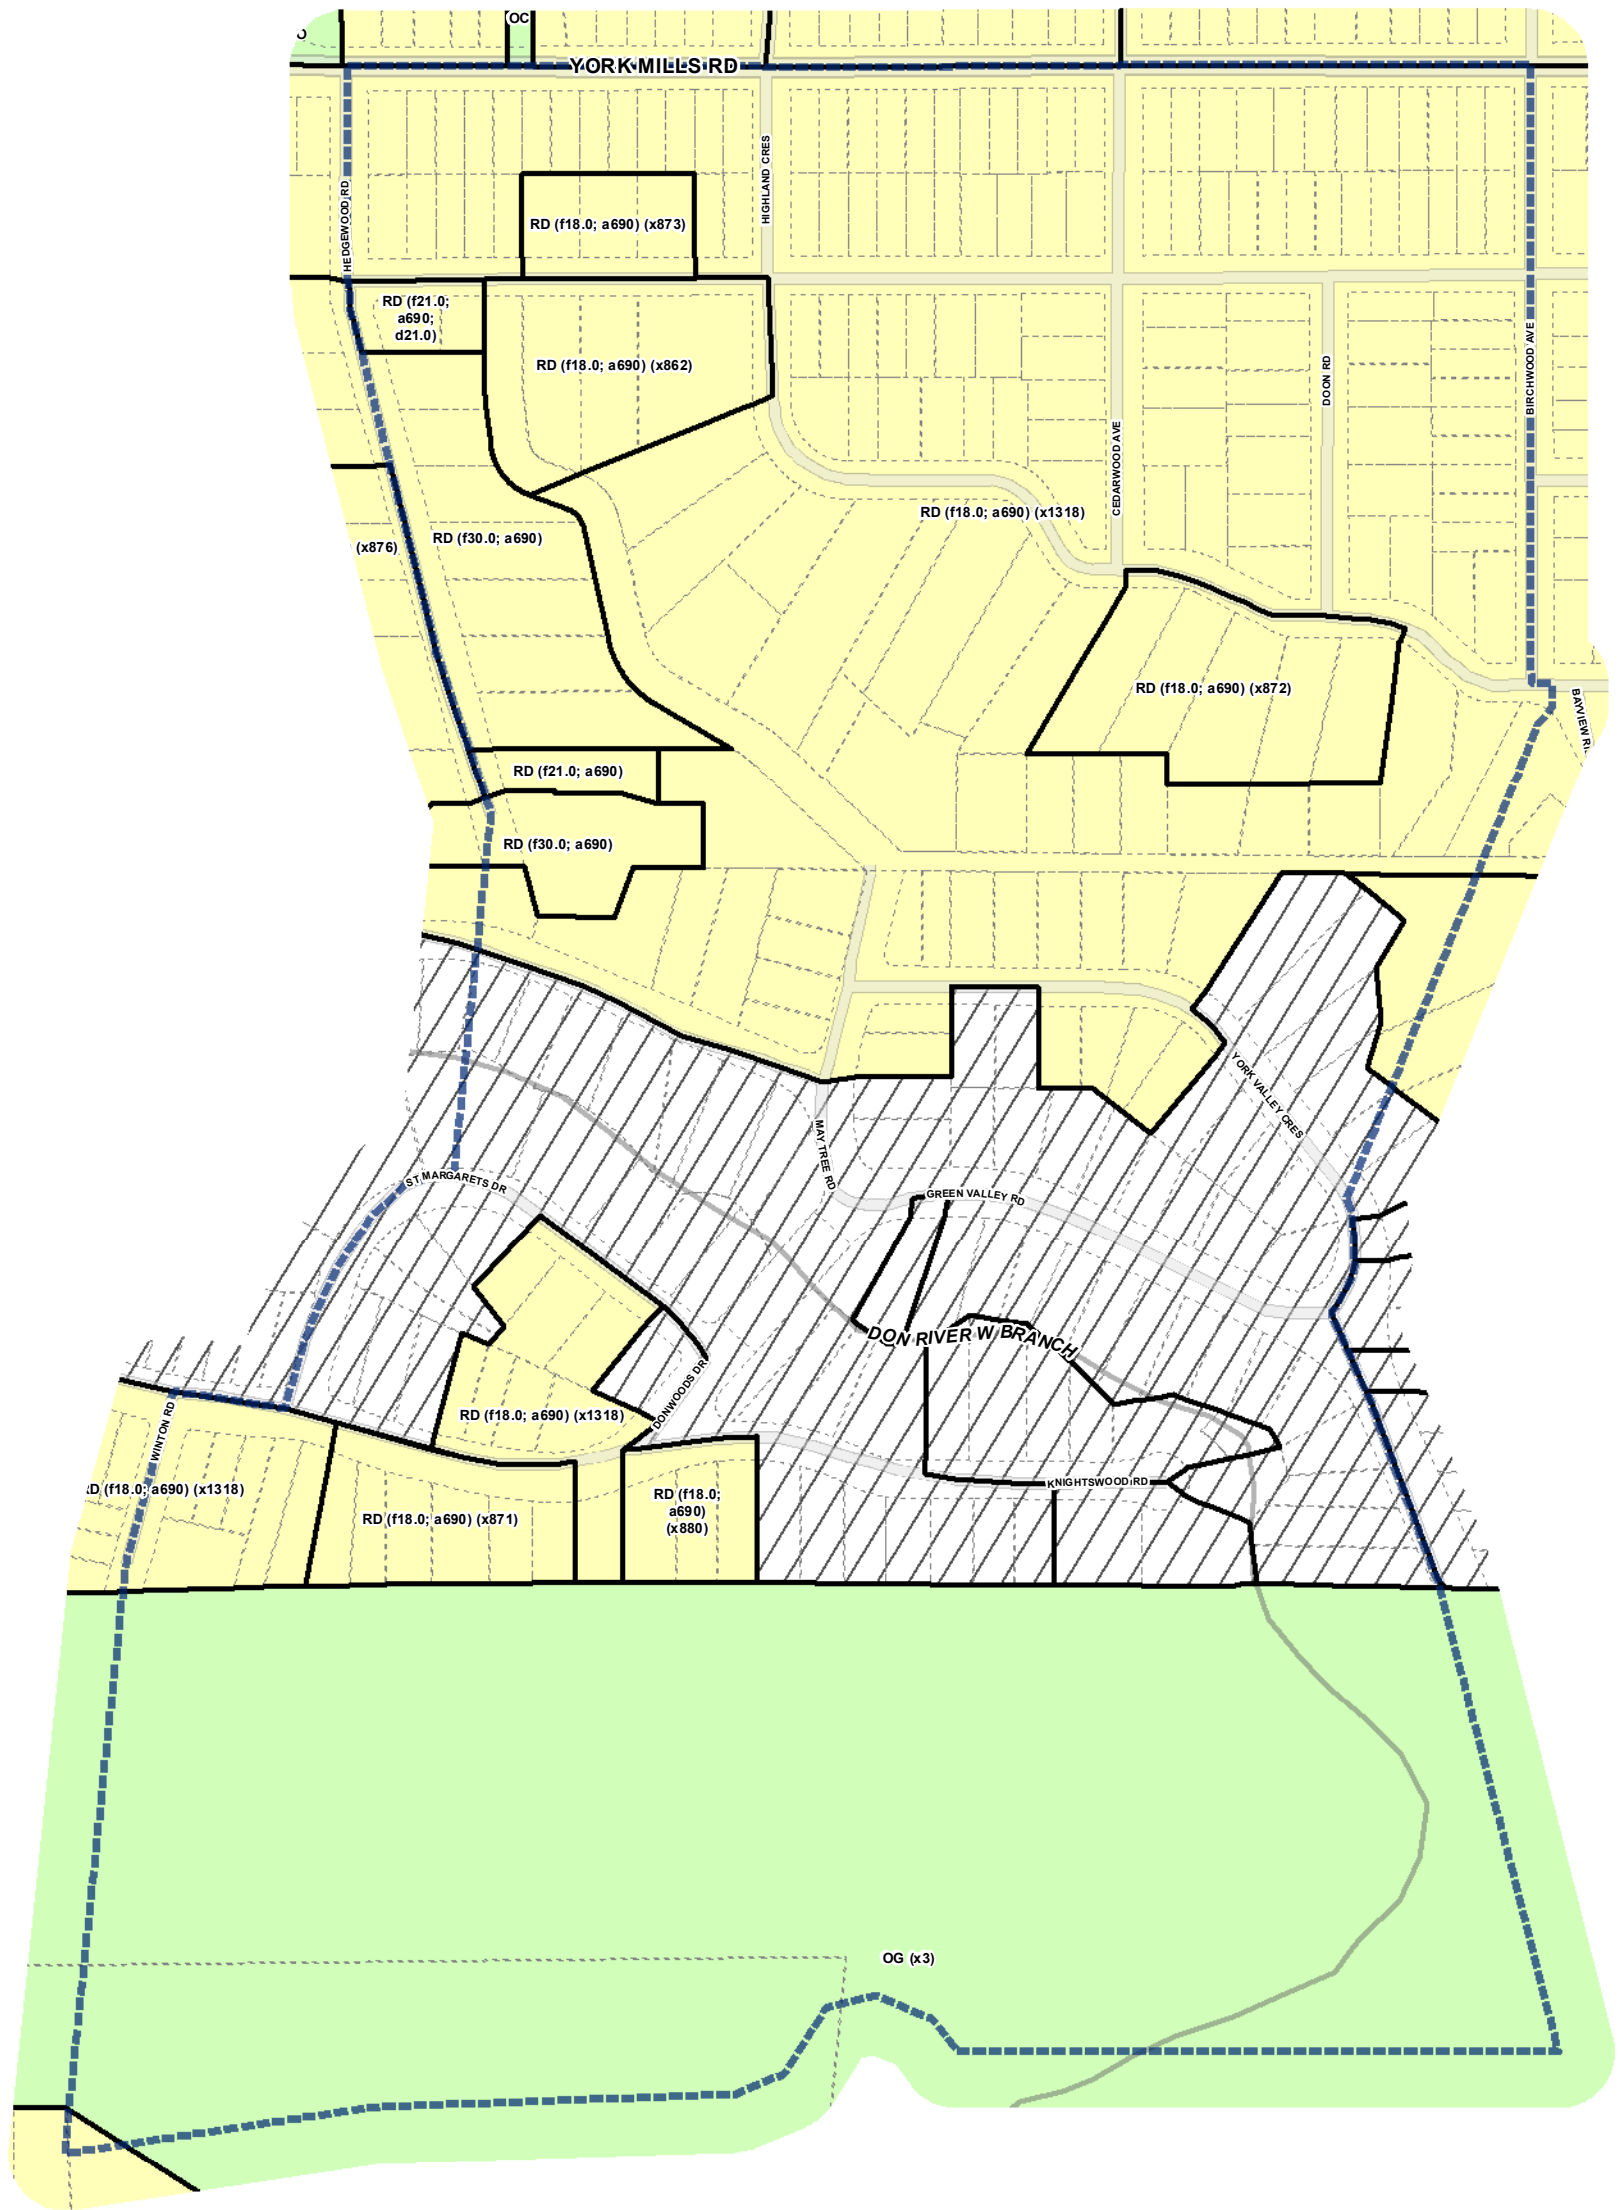 OC
YORK MILLS RD
HIGHLAND CRES
HEDGEWOOD RD
RD (f18.0; a690) (x873)
RD (f21.0;
a690;
d21.0)
RD (f18.0; a690) (x862)
DON RD
BIRCHWOOD AVE
CEDARWOOD AVE
RD (f18.0; a690) (x1318)
RD (f30.0; a690)
(x876)
RD (f18.0; a690) (x872)
BAYVIEW
RD (f21.0; a690)
RD (f30.0; a690)
YORK VALLEY CRES
MAY TREE RD
ST MARGARETS DR
GREEN VALLEY RD
DON RIVER W BRANCH
DONWOODS DR
RD (f18.0; a690) (x1318)
WINTON RD
KNIGHTSWOOD RD
RD (f18.0; a690) (x1318)
RD (f18.0;
a690)
(x880)
RD (f18.0; a690) (x871)
OG (x3)